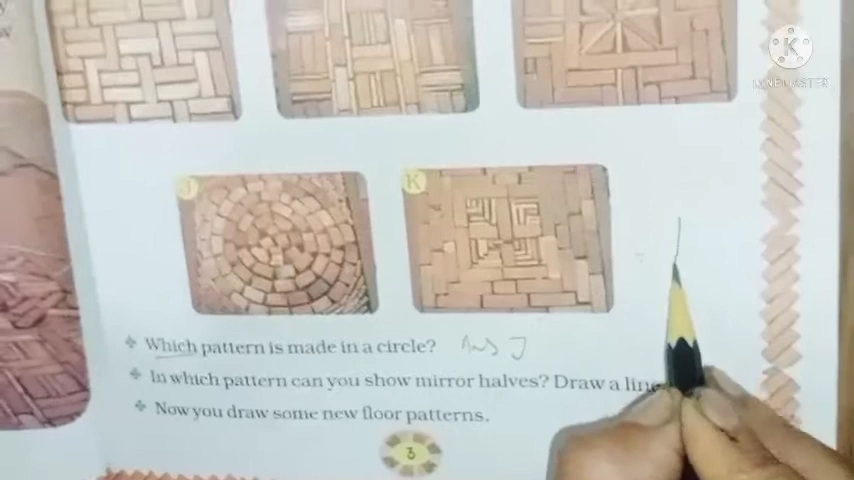 K
KINEMASTER
J
K
Which pattern is made in a circle? Ans J
In which pattern can you show mirror halves? Draw a line
Now you draw some new floor patterns.
3